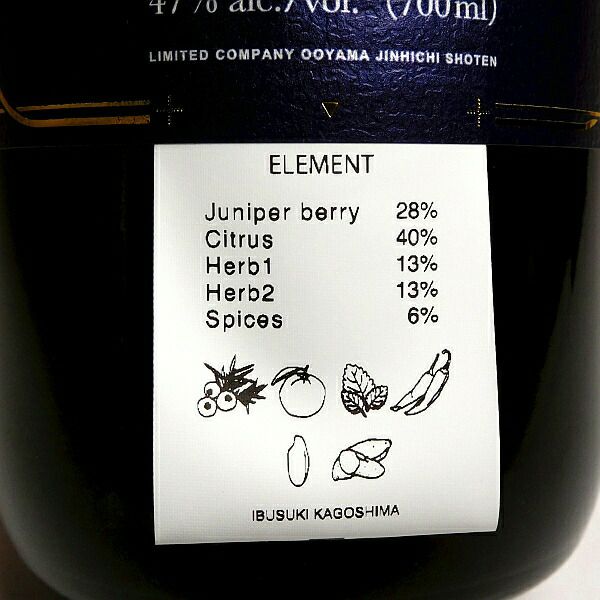 47% alc./vol. (700ml)
LIMITED COMPANY OOYAMA JINHICHI SHOTEN
ELEMENT
Juniper berry 28%
Citrus 40%
Herb1 13%
Herb2 13%
Spices 6%
IBUSUKI KAGOSHIMA